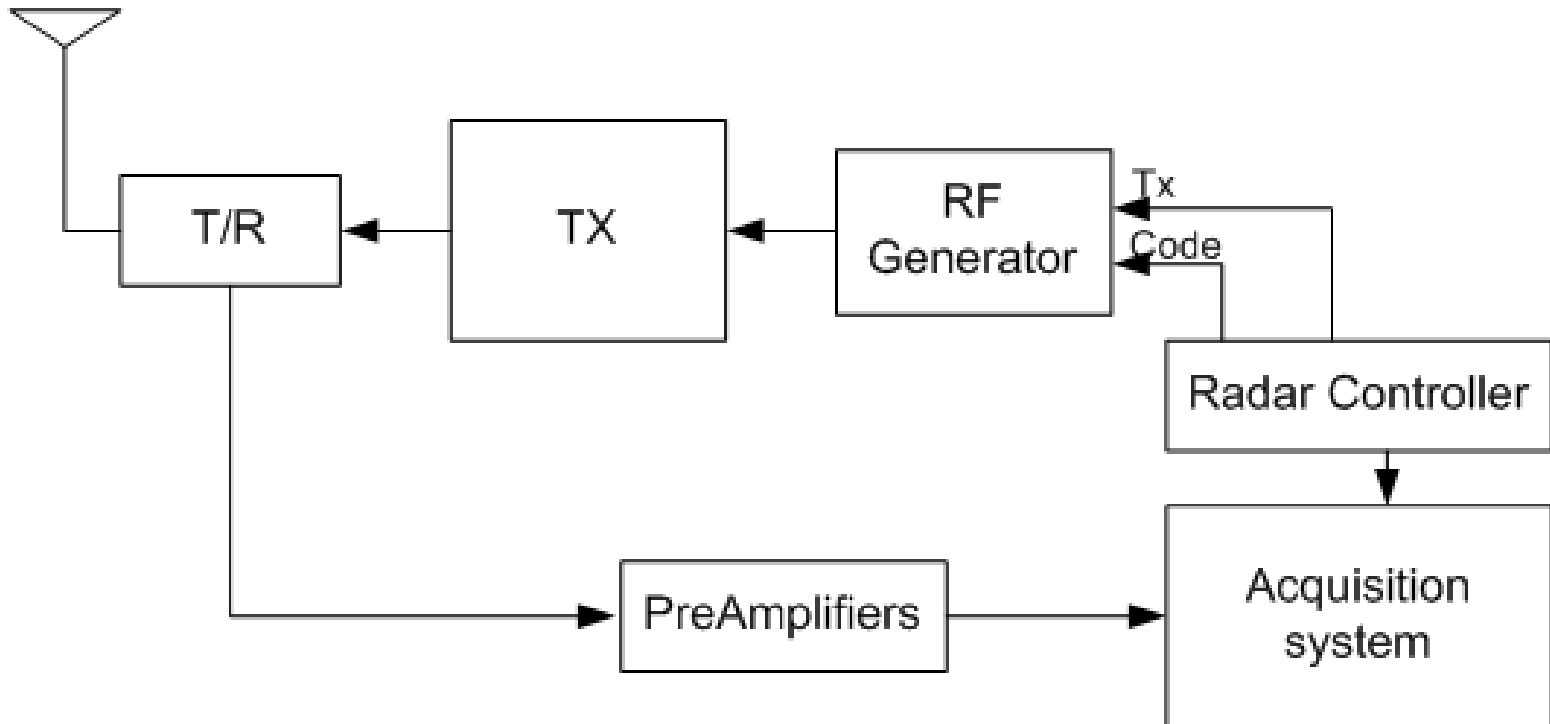 Tx
RF
Generator
Code
T/R
TX
Radar Controller
PreAmplifiers
Acquisition
system